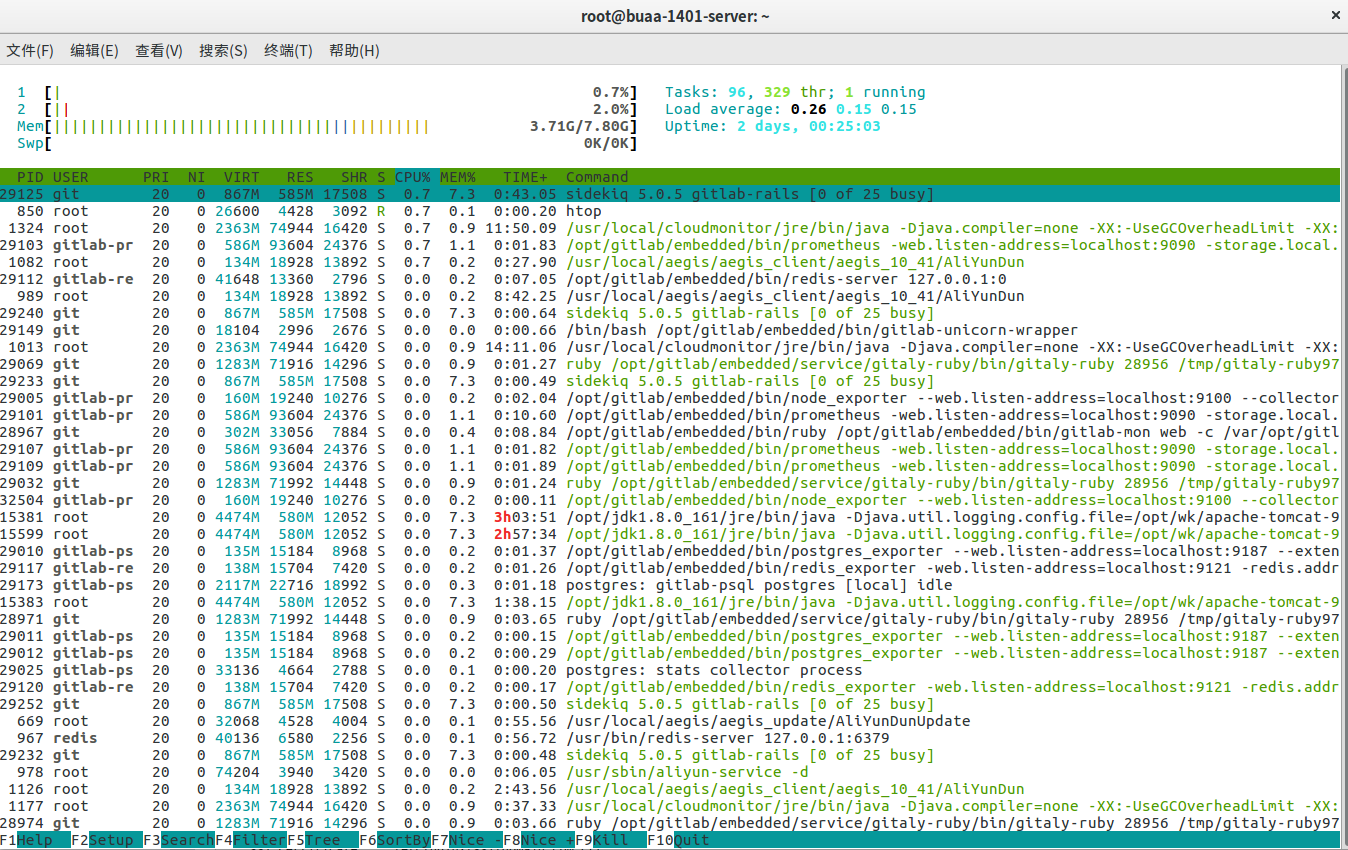 root@buaa-1401-server: ~ ×
文件(F) 编辑(E) 查看(V) 搜索(S) 终端(T) 帮助(H)
1 [| 0.7%] Tasks: 96, 329 thr; 1 running
2 [|| 2.0%] Load average: 0.26 0.15 0.15
Mem[|||||||||||||||||||||||||||||||||||||||||| 3.71G/7.80G] Uptime: 2 days, 00:25:03
Swp[ 0K/0K]
PID USER PRI NI VIRT RES SHR S CPU% MEM% TIME+ Command
29125 git 20 0 867M 585M 17508 S 0.7 7.3 0:43.05 sidekiq 5.0.5 gitlab-rails [0 of 25 busy]
850 root 20 0 26600 4428 3092 R 0.7 0.1 0:00.20 htop
1324 root 20 0 2363M 74944 16420 S 0.7 0.9 11:50.09 /usr/local/cloudmonitor/jre/bin/java -Djava.compiler=none -XX:-UseGCOverheadLimit -XX:
29103 gitlab-pr 20 0 586M 93604 24376 S 0.7 1.1 0:01.83 /opt/gitlab/embedded/bin/prometheus -web.listen-address=localhost:9090 -storage.local.
1082 root 20 0 134M 18928 13892 S 0.7 0.2 0:27.90 /usr/local/aegis/aegis_client/aegis_10_41/AliYunDun
29112 gitlab-re 20 0 41648 13360 2796 S 0.0 0.2 0:07.05 /opt/gitlab/embedded/bin/redis-server 127.0.0.1:0
989 root 20 0 134M 18928 13892 S 0.0 0.2 8:42.25 /usr/local/aegis/aegis_client/aegis_10_41/AliYunDun
29240 git 20 0 867M 585M 17508 S 0.0 7.3 0:00.64 sidekiq 5.0.5 gitlab-rails [0 of 25 busy]
29149 git 20 0 18104 2996 2676 S 0.0 0.0 0:00.66 /bin/bash /opt/gitlab/embedded/bin/gitlab-unicorn-wrapper
1013 root 20 0 2363M 74944 16420 S 0.0 0.9 14:11.06 /usr/local/cloudmonitor/jre/bin/java -Djava.compiler=none -XX:-UseGCOverheadLimit -XX:
29069 git 20 0 1283M 71916 14296 S 0.0 0.9 0:01.27 ruby /opt/gitlab/embedded/service/gitaly-ruby/bin/gitaly-ruby 28956 /tmp/gitaly-ruby97
29233 git 20 0 867M 585M 17508 S 0.0 7.3 0:00.49 sidekiq 5.0.5 gitlab-rails [0 of 25 busy]
29005 gitlab-pr 20 0 160M 19240 10276 S 0.0 0.2 0:02.04 /opt/gitlab/embedded/bin/node_exporter --web.listen-address=localhost:9100 --collector
29101 gitlab-pr 20 0 586M 93604 24376 S 0.0 1.1 0:10.60 /opt/gitlab/embedded/bin/prometheus -web.listen-address=localhost:9090 -storage.local.
28967 git 20 0 302M 33056 7884 S 0.0 0.4 0:08.84 /opt/gitlab/embedded/bin/ruby /opt/gitlab/embedded/bin/gitlab-mon web -c /var/opt/gitl
29107 gitlab-pr 20 0 586M 93604 24376 S 0.0 1.1 0:01.82 /opt/gitlab/embedded/bin/prometheus -web.listen-address=localhost:9090 -storage.local.
29109 gitlab-pr 20 0 586M 93604 24376 S 0.0 1.1 0:01.89 /opt/gitlab/embedded/bin/prometheus -web.listen-address=localhost:9090 -storage.local.
29032 git 20 0 1283M 71992 14448 S 0.0 0.9 0:01.24 ruby /opt/gitlab/embedded/service/gitaly-ruby/bin/gitaly-ruby 28956 /tmp/gitaly-ruby97
32504 gitlab-pr 20 0 160M 19240 10276 S 0.0 0.2 0:00.11 /opt/gitlab/embedded/bin/node_exporter --web.listen-address=localhost:9100 --collector
15381 root 20 0 4474M 580M 12052 S 0.0 7.3 3h03:51 /opt/jdk1.8.0_161/jre/bin/java -Djava.util.logging.config.file=/opt/wk/apache-tomcat-9
15599 root 20 0 4474M 580M 12052 S 0.0 7.3 2h57:34 /opt/jdk1.8.0_161/jre/bin/java -Djava.util.logging.config.file=/opt/wk/apache-tomcat-9
29010 gitlab-ps 20 0 135M 15184 8968 S 0.0 0.2 0:01.37 /opt/gitlab/embedded/bin/postgres_exporter --web.listen-address=localhost:9187 --exten
29117 gitlab-re 20 0 138M 15704 7420 S 0.0 0.2 0:01.26 /opt/gitlab/embedded/bin/redis_exporter -web.listen-address=localhost:9121 -redis.addr
29173 gitlab-ps 20 0 2117M 22716 18992 S 0.0 0.3 0:01.18 postgres: gitlab-psql postgres [local] idle
15383 root 20 0 4474M 580M 12052 S 0.0 7.3 1:38.15 /opt/jdk1.8.0_161/jre/bin/java -Djava.util.logging.config.file=/opt/wk/apache-tomcat-9
28971 git 20 0 1283M 71992 14448 S 0.0 0.9 0:03.65 ruby /opt/gitlab/embedded/service/gitaly-ruby/bin/gitaly-ruby 28956 /tmp/gitaly-ruby97
29011 gitlab-ps 20 0 135M 15184 8968 S 0.0 0.2 0:00.15 /opt/gitlab/embedded/bin/postgres_exporter --web.listen-address=localhost:9187 --exten
29012 gitlab-ps 20 0 135M 15184 8968 S 0.0 0.2 0:00.29 /opt/gitlab/embedded/bin/postgres_exporter --web.listen-address=localhost:9187 --exten
29025 gitlab-ps 20 0 33136 4664 2788 S 0.0 0.1 0:00.20 postgres: stats collector process
29120 gitlab-re 20 0 138M 15704 7420 S 0.0 0.2 0:00.17 /opt/gitlab/embedded/bin/redis_exporter -web.listen-address=localhost:9121 -redis.addr
29252 git 20 0 867M 585M 17508 S 0.0 7.3 0:00.50 sidekiq 5.0.5 gitlab-rails [0 of 25 busy]
669 root 20 0 32068 4528 4004 S 0.0 0.1 0:55.56 /usr/local/aegis/aegis_update/AliYunDunUpdate
967 redis 20 0 40136 6580 2256 S 0.0 0.1 0:56.72 /usr/bin/redis-server 127.0.0.1:6379
29232 git 20 0 867M 585M 17508 S 0.0 7.3 0:00.48 sidekiq 5.0.5 gitlab-rails [0 of 25 busy]
978 root 20 0 74204 3940 3420 S 0.0 0.0 0:06.05 /usr/sbin/aliyun-service -d
1126 root 20 0 134M 18928 13892 S 0.0 0.2 2:43.56 /usr/local/aegis/aegis_client/aegis_10_41/AliYunDun
1177 root 20 0 2363M 74944 16420 S 0.0 0.9 0:37.33 /usr/local/cloudmonitor/jre/bin/java -Djava.compiler=none -XX:-UseGCOverheadLimit -XX:
28974 git 20 0 1283M 71916 14296 S 0.0 0.9 0:03.66 ruby /opt/gitlab/embedded/service/gitaly-ruby/bin/gitaly-ruby 28956 /tmp/gitaly-ruby97
F1Help F2Setup F3SearchF4FilterF5Tree F6SortByF7Nice -F8Nice +F9Kill F10Quit